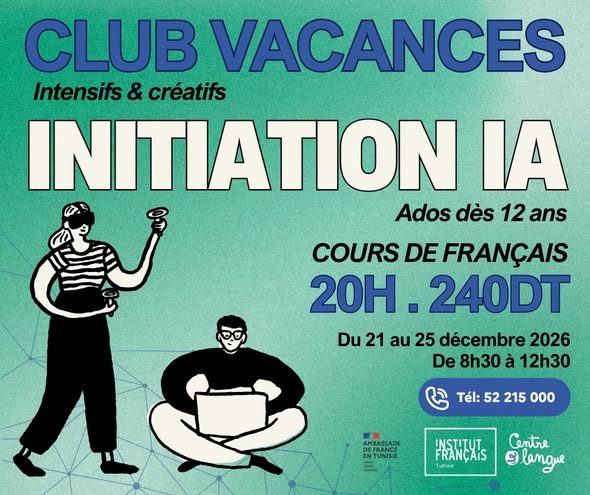 CLUB VACANCES
Intensifs & créatifs
INITIATION IA
Ados dès 12 ans
COURS DE FRANÇAIS
20H . 240DT
Du 21 au 25 décembre 2026
De 8h30 à 12h30
Tél: 52 215 000
AMBASSADE
DE FRANCE
EN TUNISIE
INSTITUT
FRANÇAIS
Tunisie
Centre
de langue